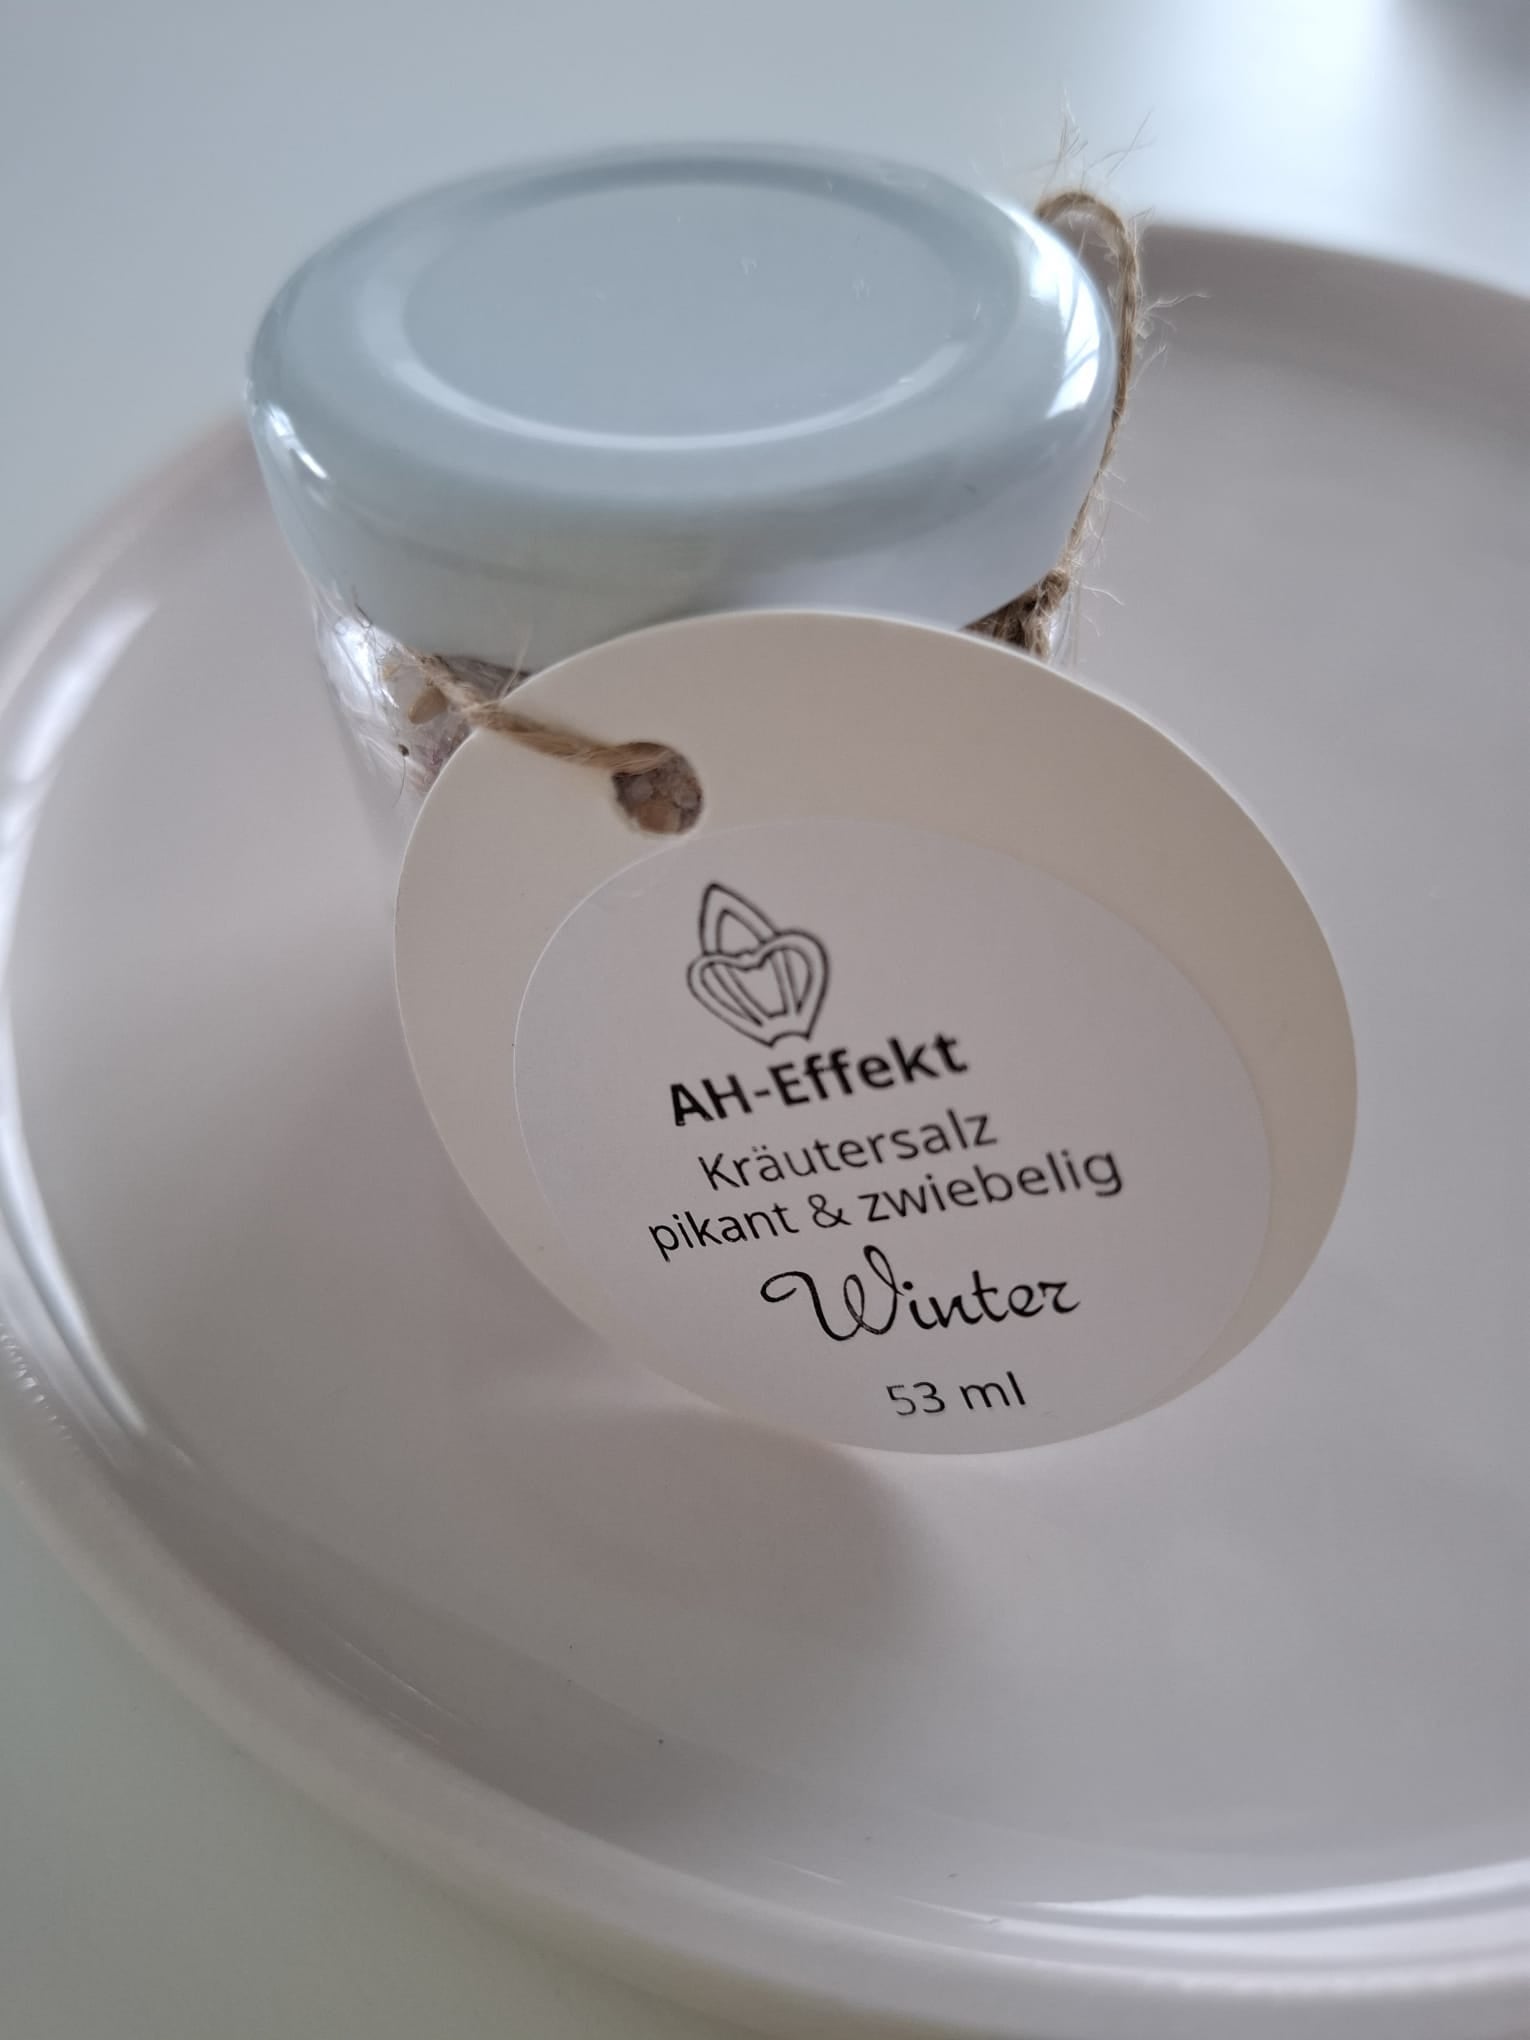 AH-Effekt
Kräutersalz
pikant & zwiebelig
Winter
53 ml